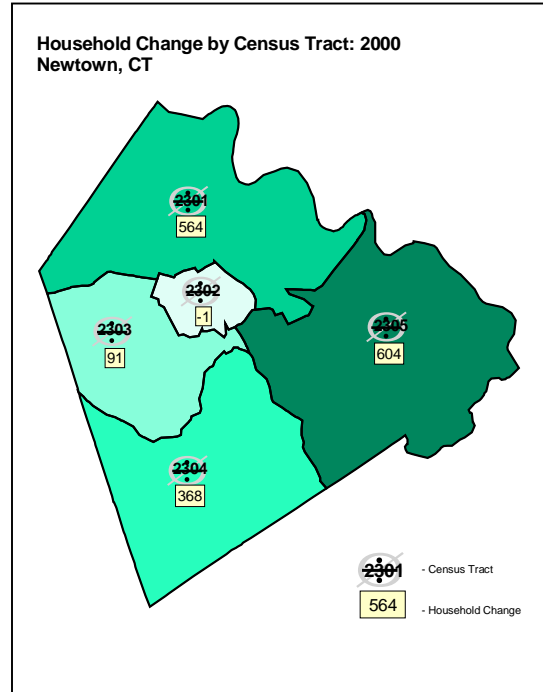 Household Change by Census Tract: 2000
Newtown, CT
2301
564
2302
-1
2303
91
2305
604
2304
368
2301 - Census Tract
564 - Household Change